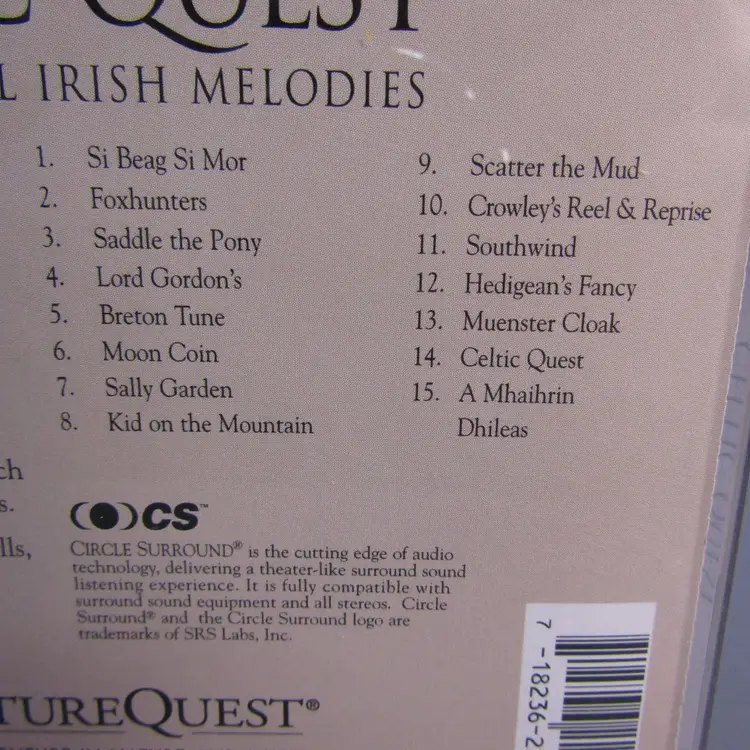 QUEST
IRISH MELODIES
1. Si Beag Si Mor
2. Foxhunters
3. Saddle the Pony
4. Lord Gordon's
5. Breton Tune
6. Moon Coin
7. Sally Garden
8. Kid on the Mountain
9. Scatter the Mud
10. Crowley's Reel & Reprise
11. Southwind
12. Hedigean's Fancy
13. Muenster Cloak
14. Celtic Quest
15. A Mhaihrin
Dhileas
ch
s.
lls,
CS™
CIRCLE SURROUND® is the cutting edge of audio
technology, delivering a theater-like surround sound
listening experience. It is fully compatible with
surround sound equipment and all stereos. Circle
Surround® and the Circle Surround logo are
trademarks of SRS Labs, Inc.
7 -18236-2
TUREQUEST®